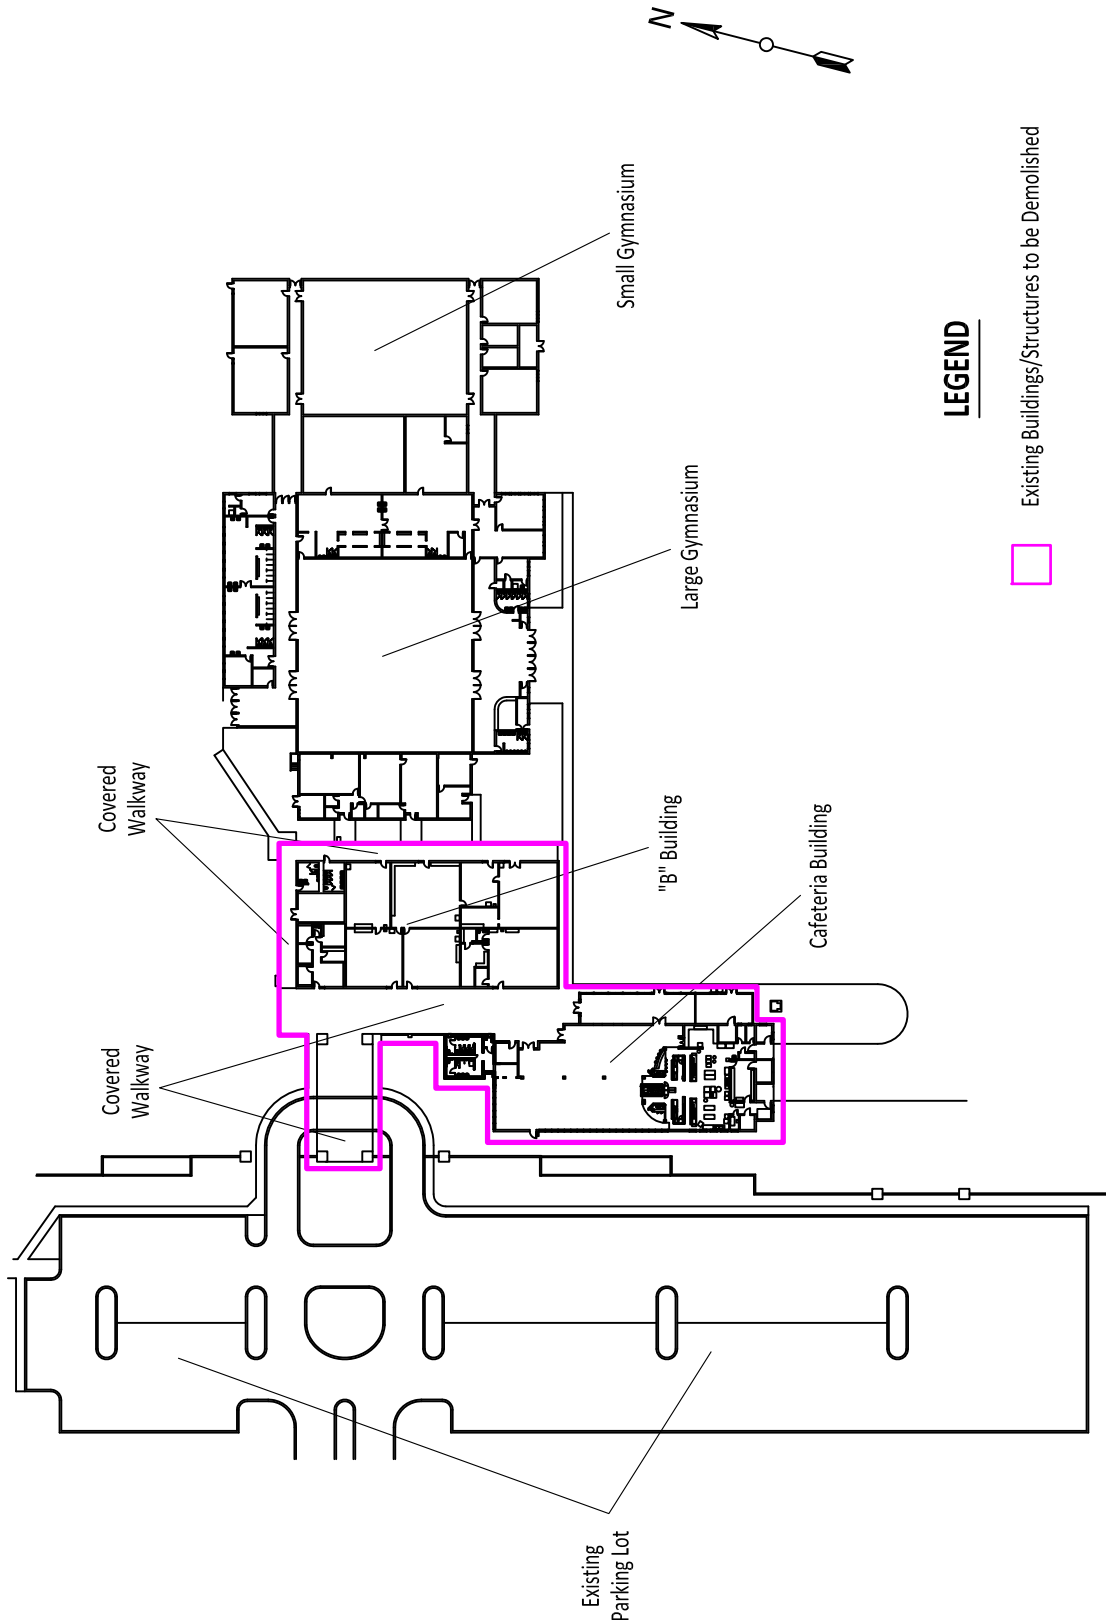 N
Small Gymnasium
Large Gymnasium
Covered
Walkway
"B" Building
Cafeteria Building
Covered
Walkway
Existing
Parking Lot
LEGEND
Existing Buildings/Structures to be Demolished